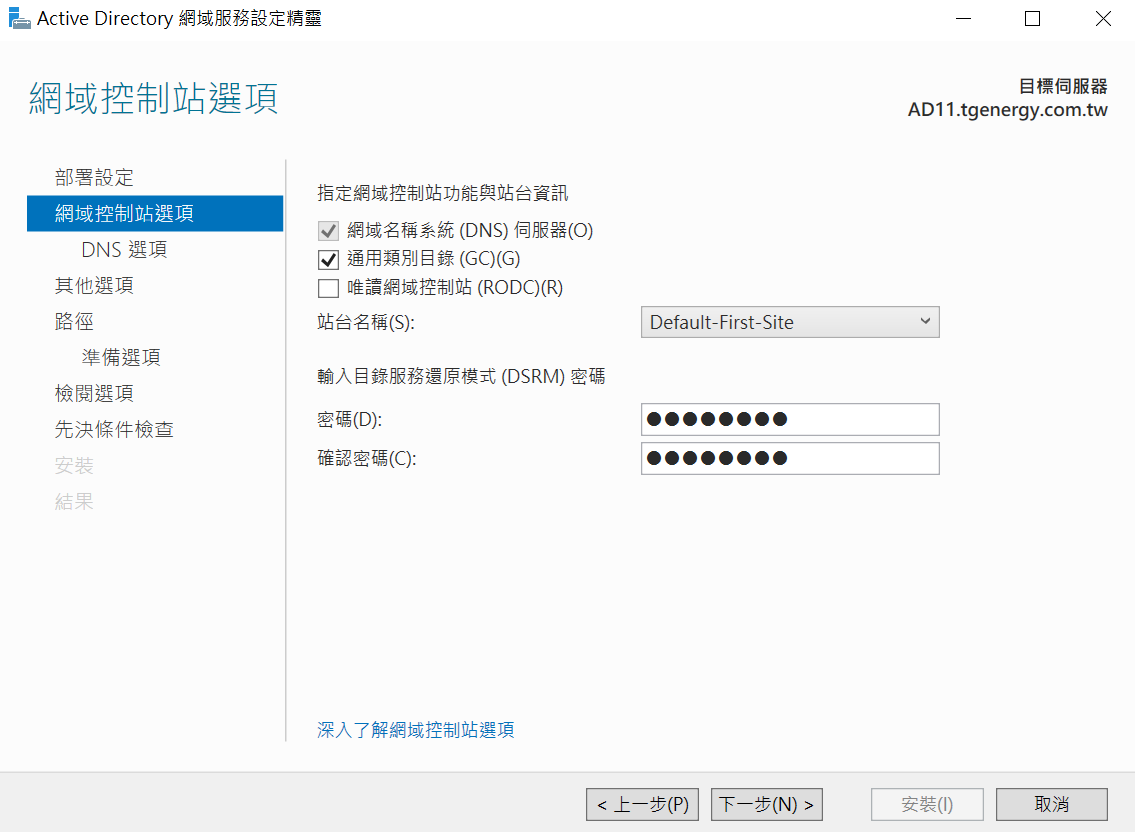 Active Directory 網域服務設定精靈
網域控制站選項
目標伺服器
AD11.tgenergy.com.tw
部署設定
網域控制站選項
DNS 選項
其他選項
路徑
準備選項
檢閱選項
先決條件檢查
安裝
結果
指定網域控制站功能與站台資訊
網域名稱系統 (DNS) 伺服器(O)
通用類別目錄 (GC)(G)
唯讀網域控制站 (RODC)(R)
站台名稱(S): Default-First-Site
輸入目錄服務還原模式 (DSRM) 密碼
密碼(D): ●●●●●●●●
確認密碼(C): ●●●●●●●●
深入了解網域控制站選項
< 上一步(P) 下一步(N) > 安裝(I) 取消